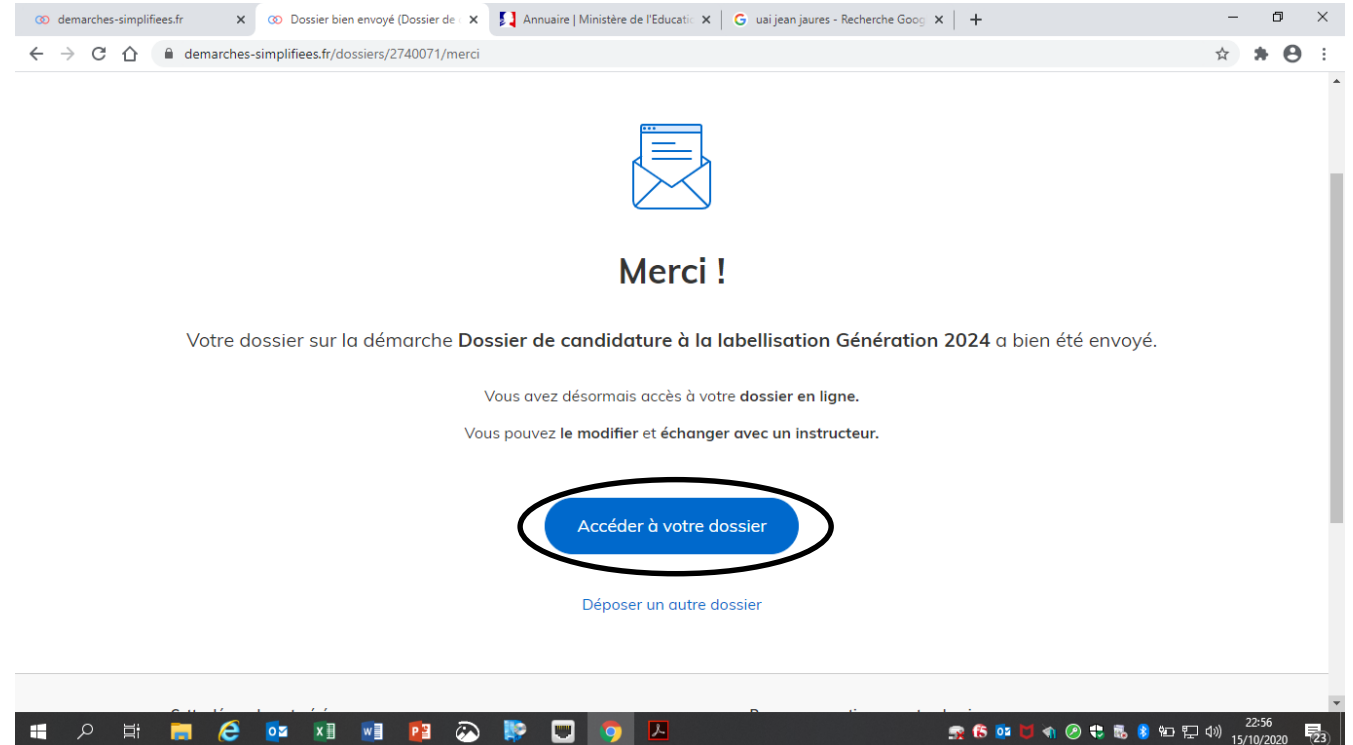 demarches-simplifiees.fr
Dossier bien envoyé (Dossier de
Annuaire | Ministère de l'Educatio
uai jean jaures - Recherche Goog
demarches-simplifiees.fr/dossiers/2740071/merci
Merci !
Votre dossier sur la démarche Dossier de candidature à la labellisation Génération 2024 a bien été envoyé.
Vous avez désormais accès à votre dossier en ligne.
Vous pouvez le modifier et échanger avec un instructeur.
Accéder à votre dossier
Déposer un autre dossier
22:56
15/10/2020
23